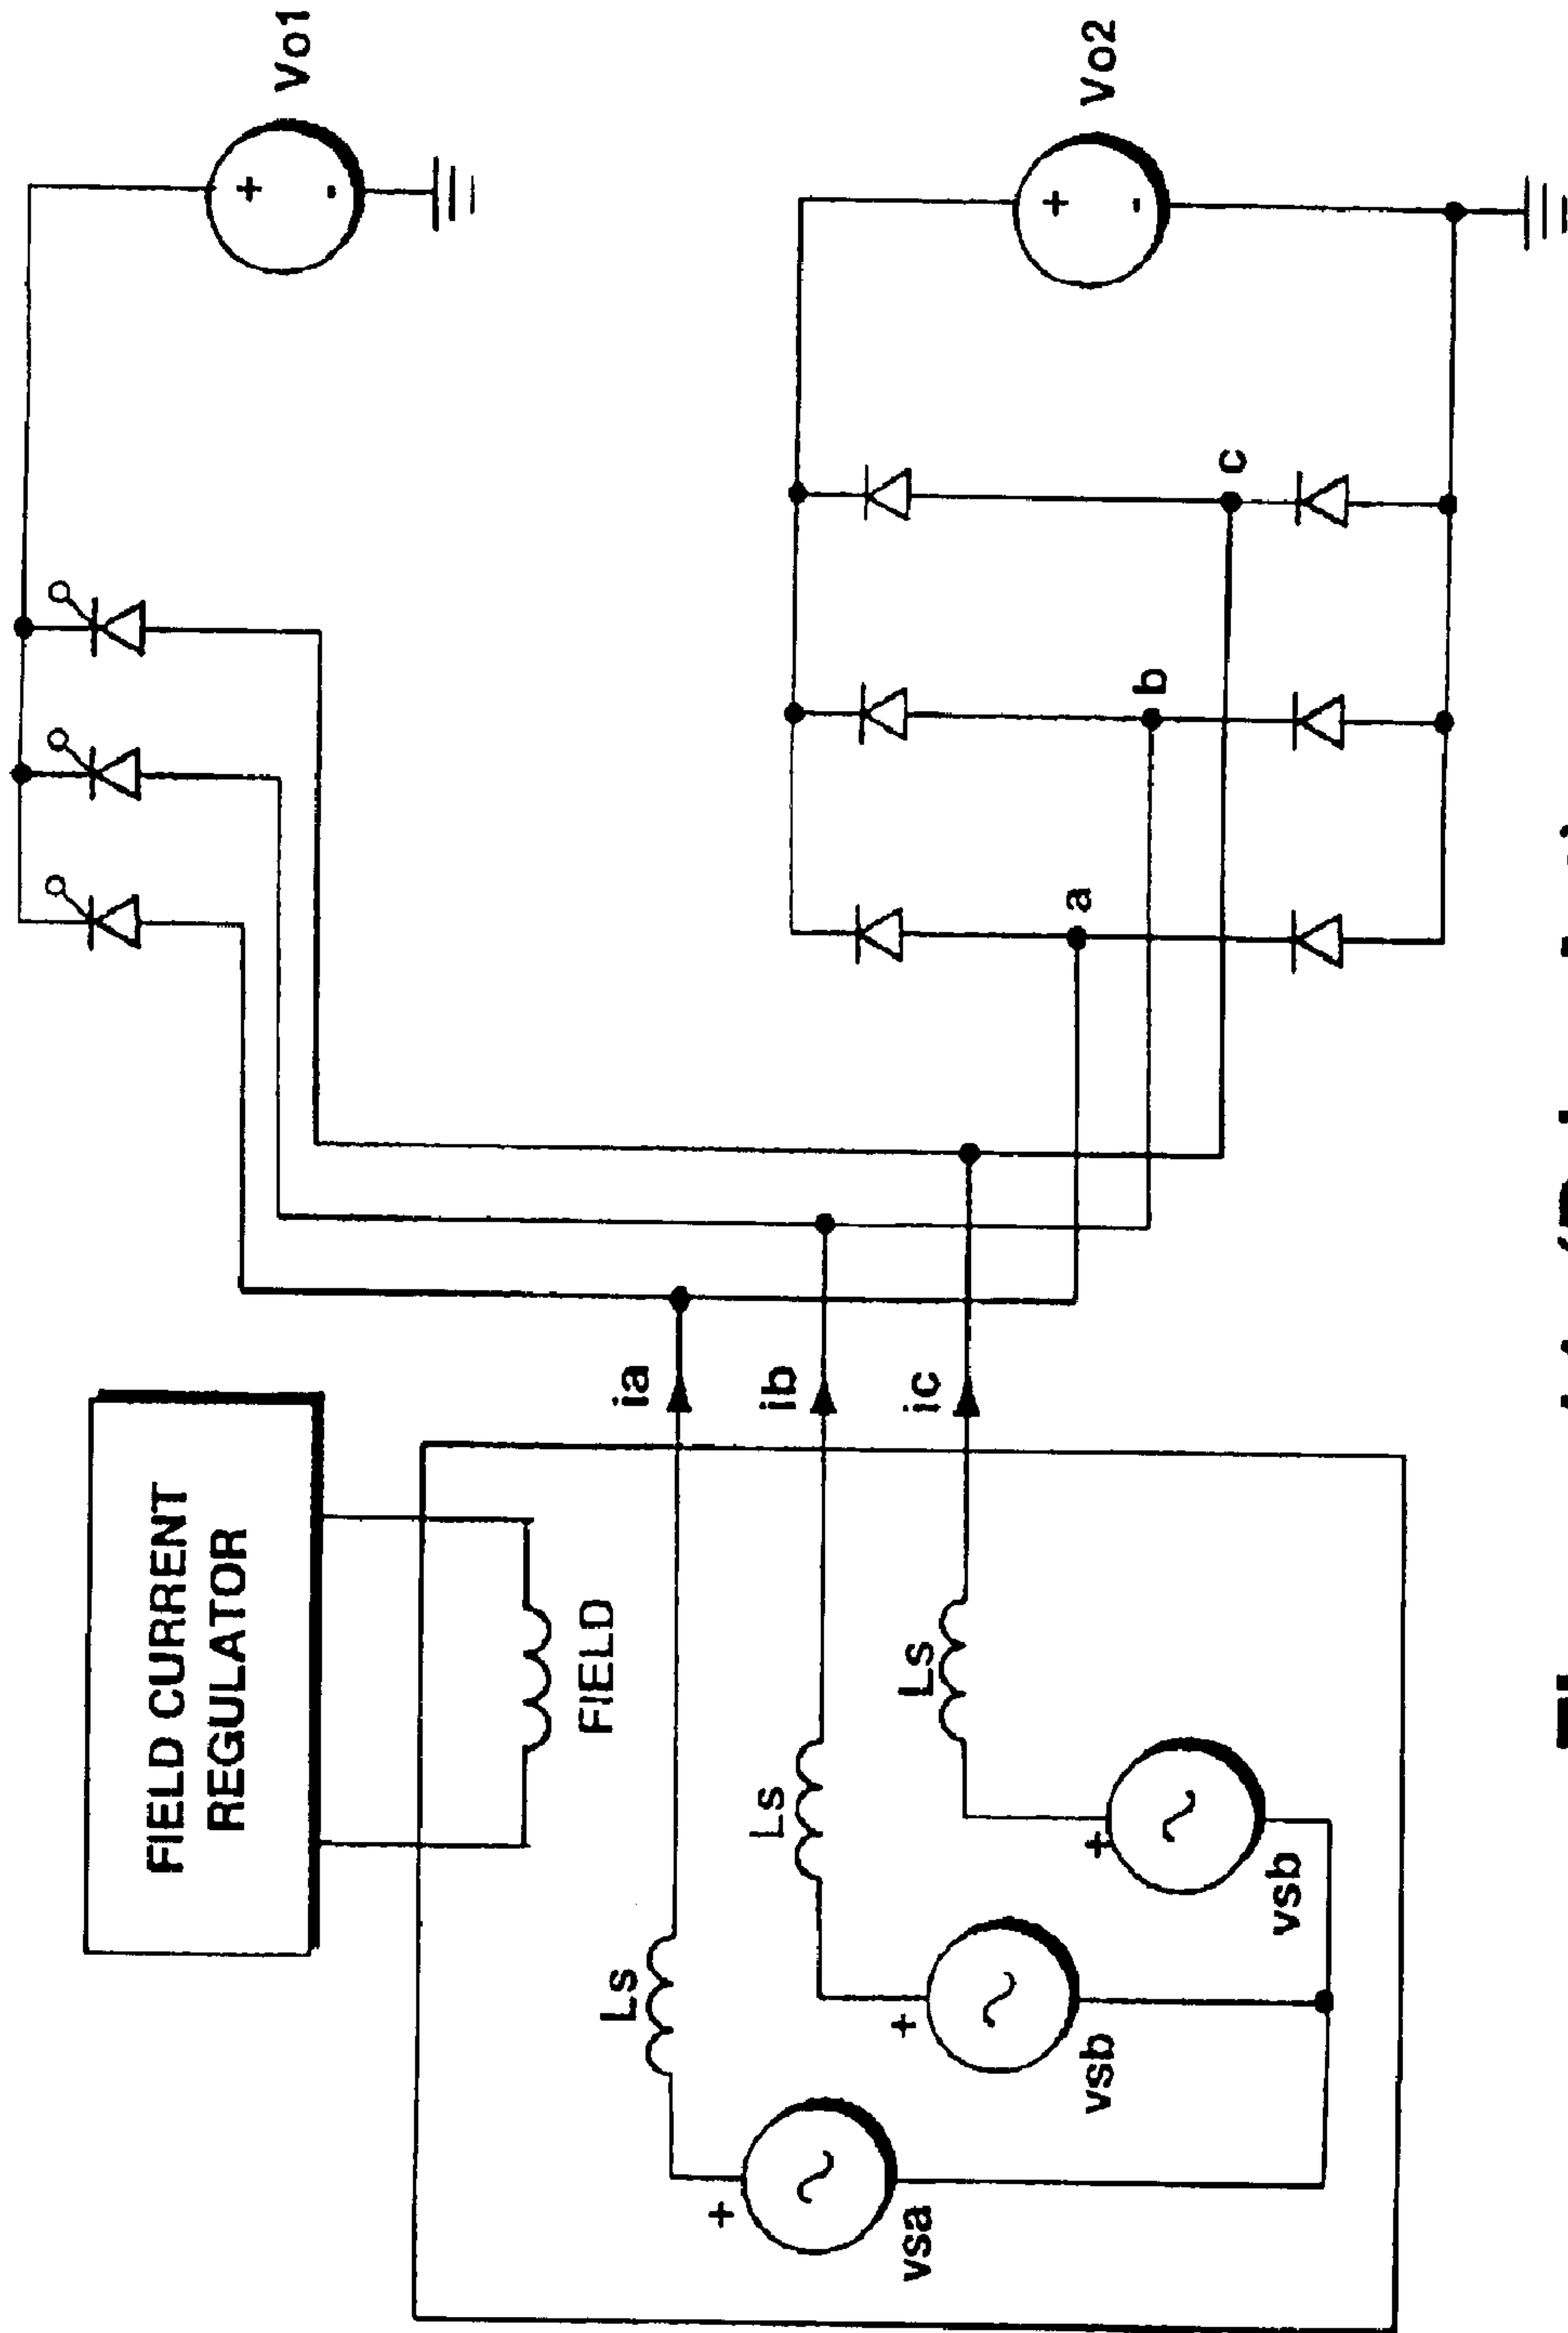 FIELD CURRENT
REGULATOR
FIELD
Ls
Ls
Ls
+
vsa
+
vsb
+
vsb
ia
ib
ic
a
b
c
+
-
Vo1
+
-
Vo2